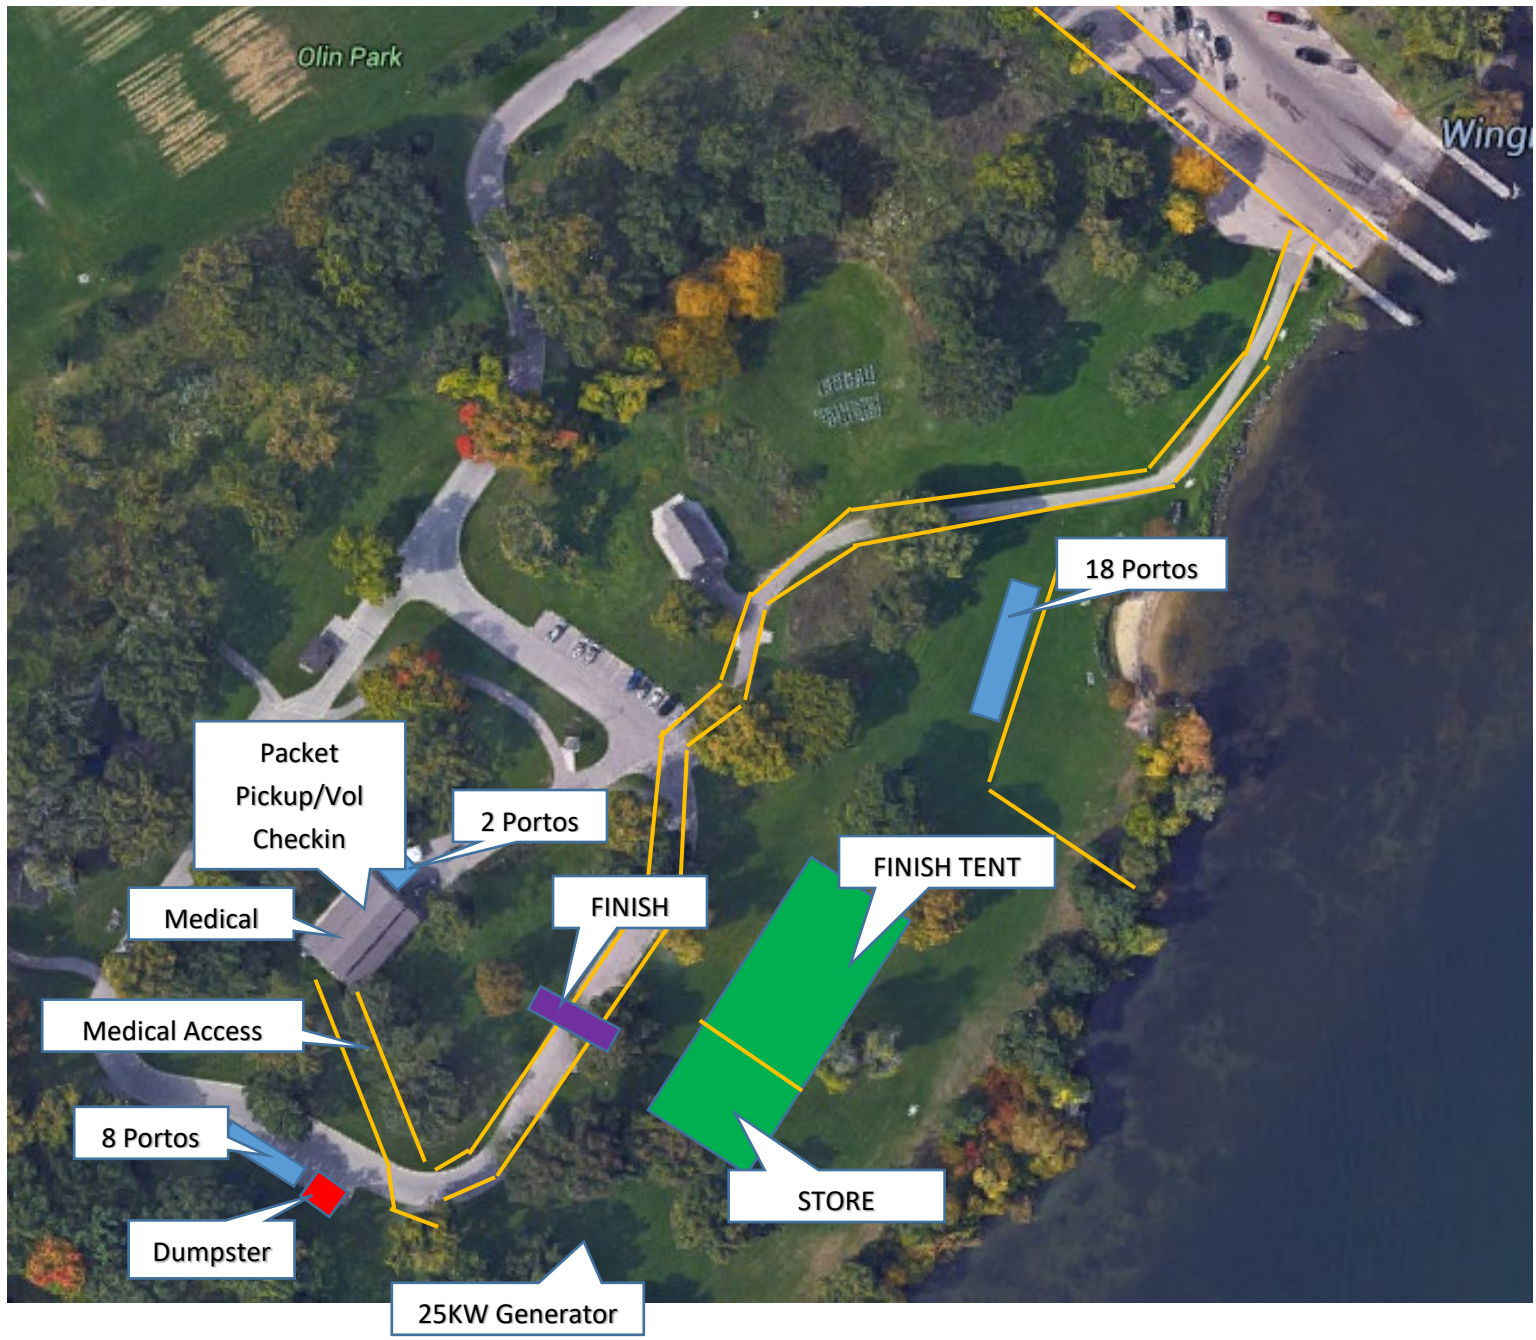 Olin Park
18 Portos
Packet
Pickup/Vol
Checkin
2 Portos
FINISH TENT
FINISH
Medical
Medical Access
8 Portos
STORE
Dumpster
25KW Generator